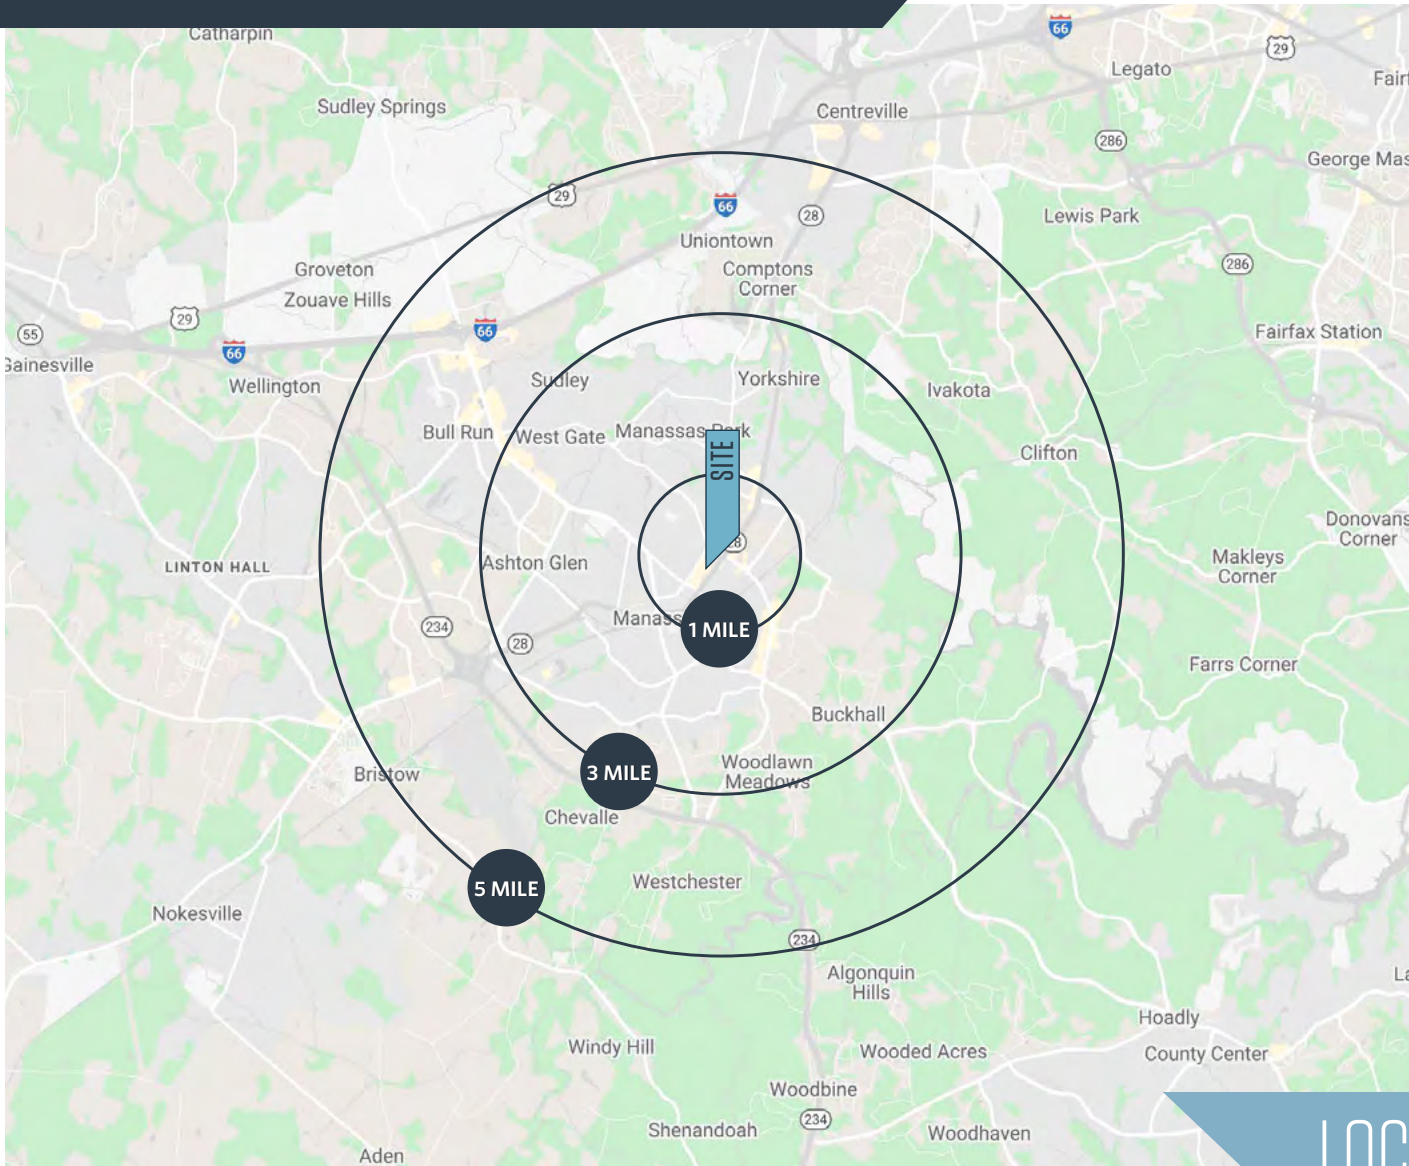 Catharpin
66
29
Legato
Sudley Springs
Centreville
286
George Mas
29
66
28
Lewis Park
Uniontown
286
Groveton
Comptons
Corner
Zouave Hills
29
55
66
66
Fairfax Station
Gainesville
Wellington
Sudley
Yorkshire
Ivakota
Bull Run
West Gate
Manassas Park
SITE
Clifton
Donovans
Corner
Ashton Glen
LINTON HALL
Makleys
Corner
Manass
1 MILE
234
28
Farrs Corner
Buckhall
Woodlawn
Meadows
3 MILE
Bristow
Chevalle
5 MILE
Westchester
Nokesville
234
Algonquin
Hills
Hoadly
Windy Hill
Wooded Acres
County Center
Woodbine
234
Shenandoah
Woodhaven
Aden
LOC